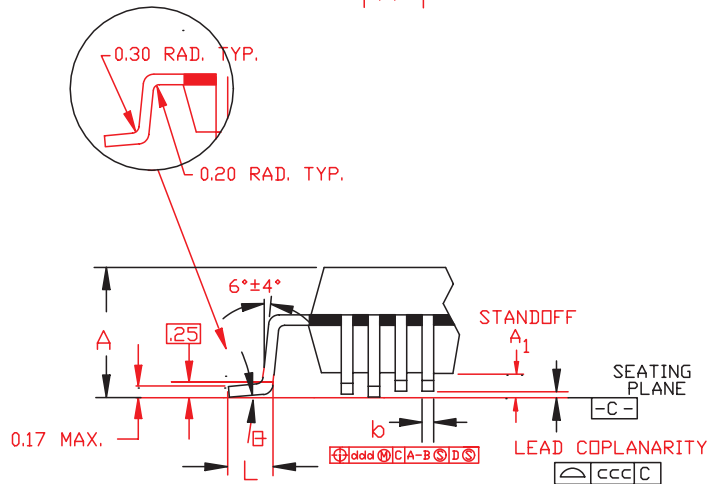 0.30 RAD. TYP.
0.20 RAD. TYP.
6°±4°
A
.25
STANDOFF
A1
SEATING
PLANE
-C-
0.17 MAX.
θ
b
L
⌖ ddd Ⓜ C A-B Ⓢ D Ⓢ
LEAD COPLANARITY
⌓ ccc C